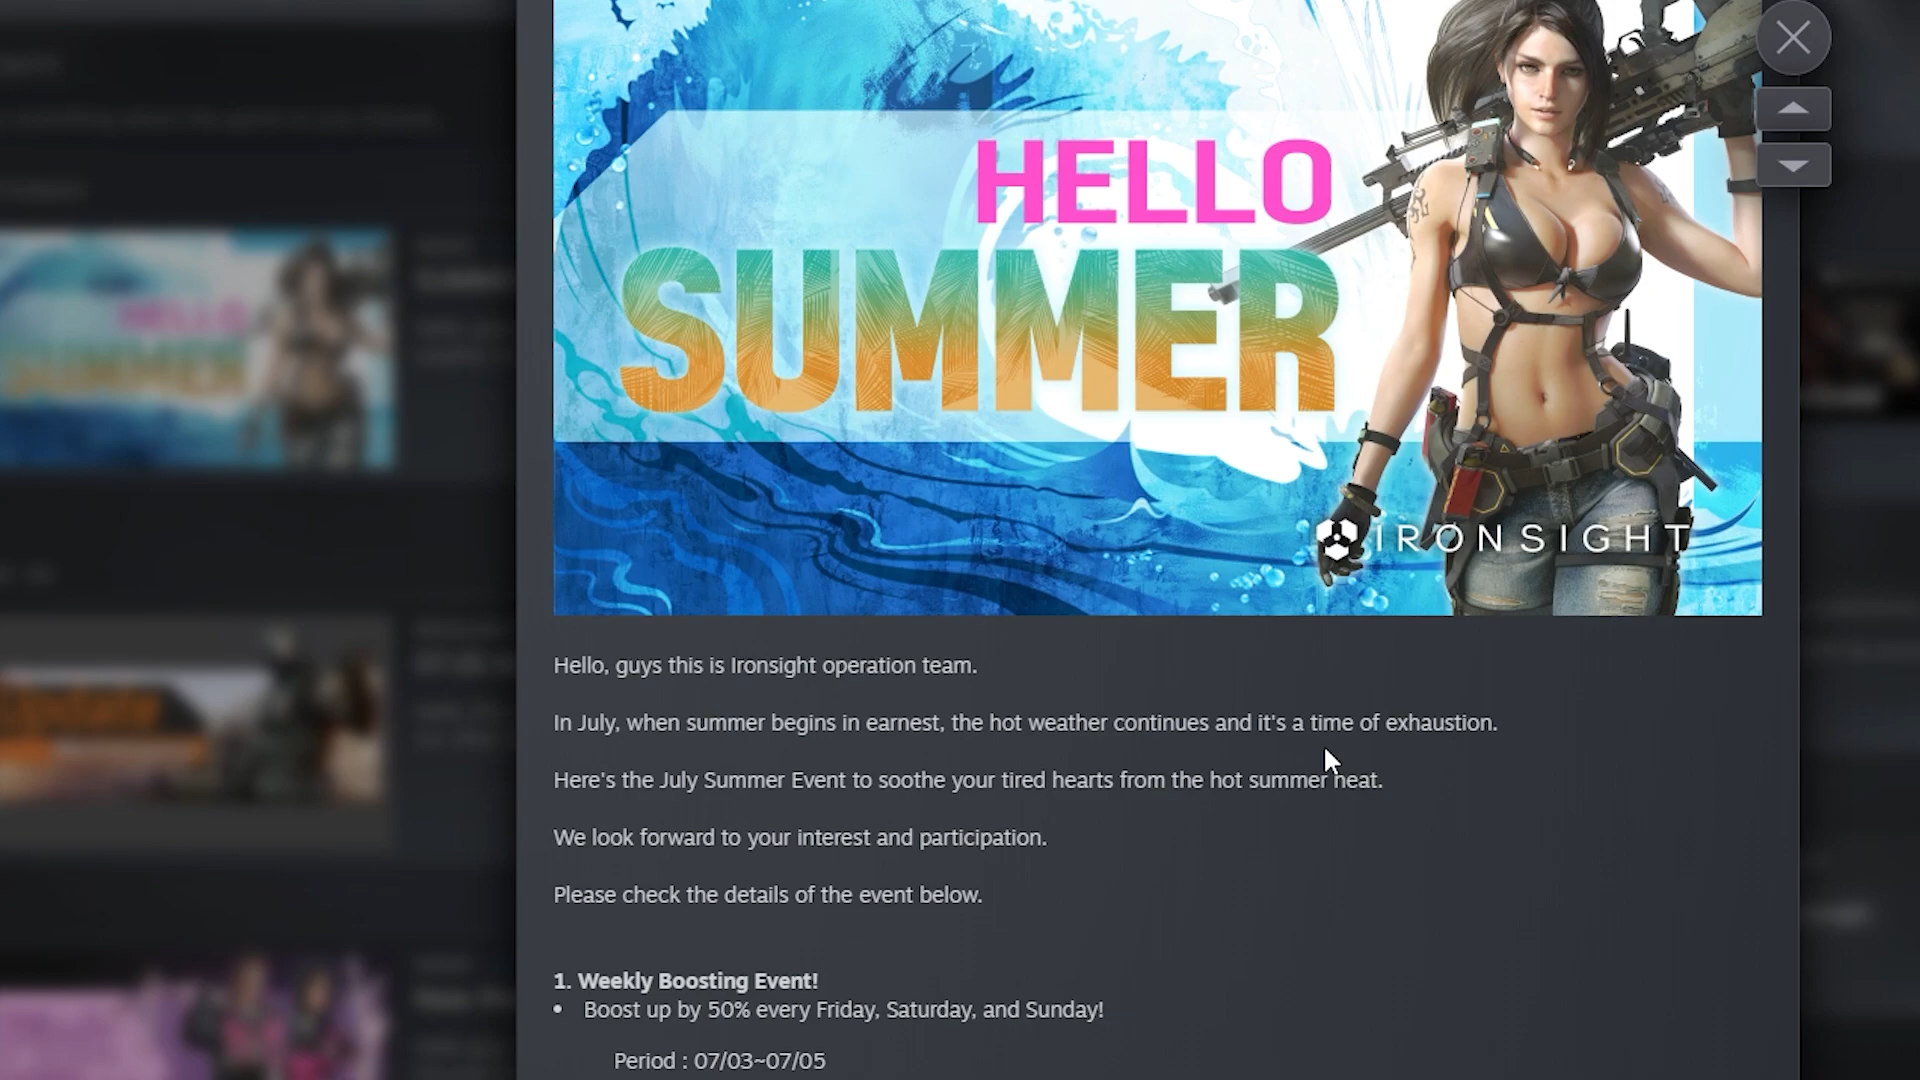 HELLO
SUMMER
IRONSIGHT
Hello, guys this is Ironsight operation team.
In July, when summer begins in earnest, the hot weather continues and it's a time of exhaustion.
Here's the July Summer Event to soothe your tired hearts from the hot summer heat.
We look forward to your interest and participation.
Please check the details of the event below.
1. Weekly Boosting Event!
• Boost up by 50% every Friday, Saturday, and Sunday!
Period : 07/03~07/05
HELLO
SUMMER
Update